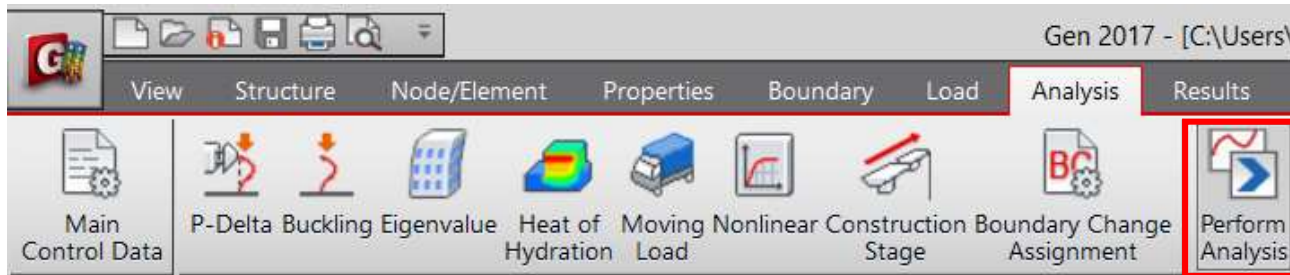 Gen 2017 - [C:\Users\
View Structure Node/Element Properties Boundary Load Analysis Results
Main Control Data
P-Delta Buckling Eigenvalue Heat of Hydration Moving Load Nonlinear Construction Stage Boundary Change Assignment Perform Analysis